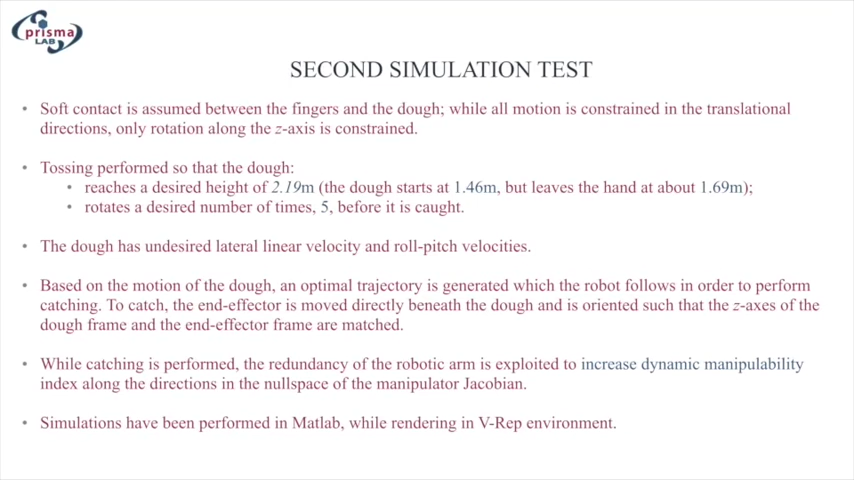 prisma
LAB
SECOND SIMULATION TEST
• Soft contact is assumed between the fingers and the dough; while all motion is constrained in the translational
directions, only rotation along the z-axis is constrained.
• Tossing performed so that the dough:
• reaches a desired height of 2.19m (the dough starts at 1.46m, but leaves the hand at about 1.69m);
• rotates a desired number of times, 5, before it is caught.
• The dough has undesired lateral linear velocity and roll-pitch velocities.
• Based on the motion of the dough, an optimal trajectory is generated which the robot follows in order to perform
catching. To catch, the end-effector is moved directly beneath the dough and is oriented such that the z-axes of the
dough frame and the end-effector frame are matched.
• While catching is performed, the redundancy of the robotic arm is exploited to increase dynamic manipulability
index along the directions in the nullspace of the manipulator Jacobian.
• Simulations have been performed in Matlab, while rendering in V-Rep environment.